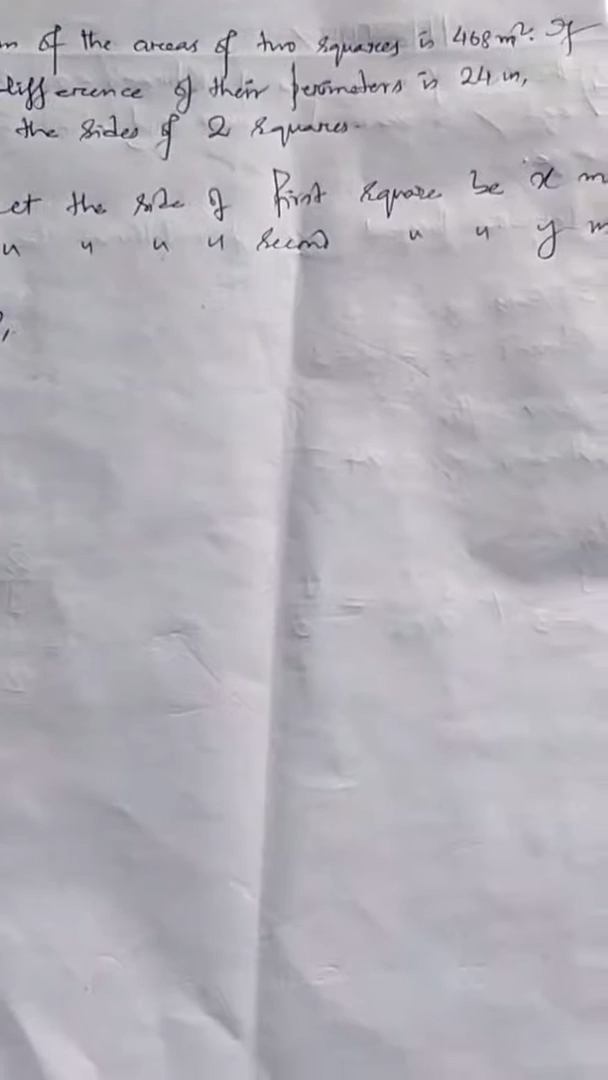 m of the areas of two squares is 468 m². If
difference of their perimeters is 24 m,
the sides of 2 squares.
et the side of first square be x m
" " " " second " " y m